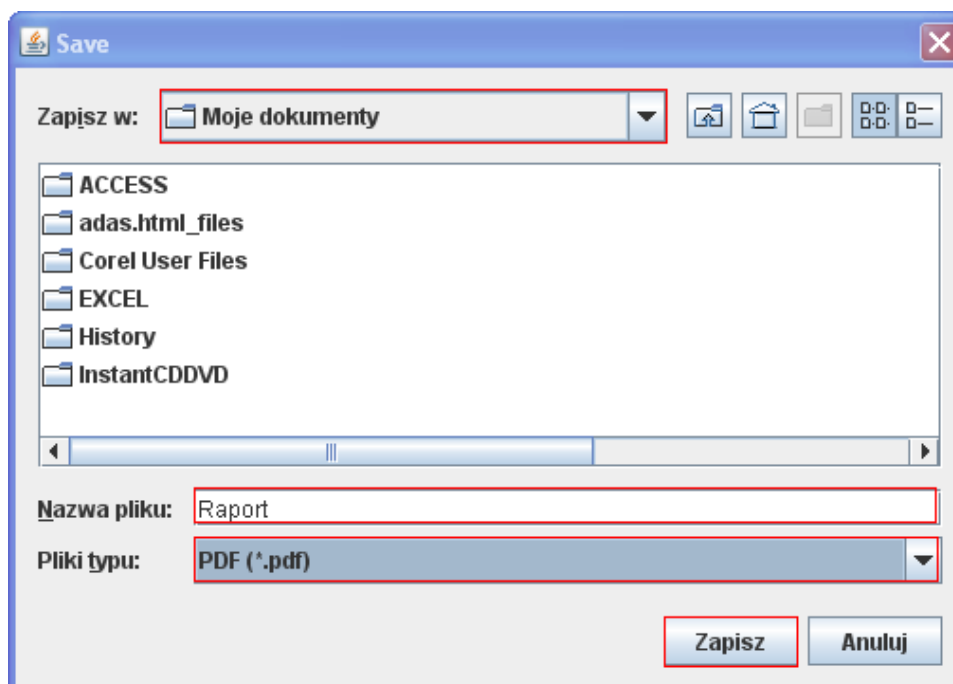 Save
Zapisz w: Moje dokumenty
ACCESS
adas.html_files
Corel User Files
EXCEL
History
InstantCDDVD
Nazwa pliku: Raport
Pliki typu: PDF (*.pdf)
Zapisz Anuluj